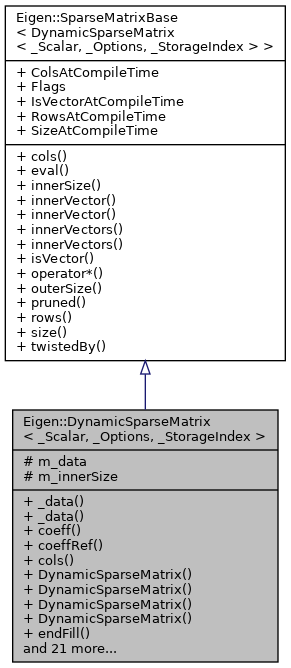 Eigen::SparseMatrixBase
< DynamicSparseMatrix
< _Scalar, _Options, _StorageIndex > >
+ ColsAtCompileTime
+ Flags
+ IsVectorAtCompileTime
+ RowsAtCompileTime
+ SizeAtCompileTime
+ cols()
+ eval()
+ innerSize()
+ innerVector()
+ innerVector()
+ innerVectors()
+ innerVectors()
+ isVector()
+ operator*()
+ outerSize()
+ pruned()
+ rows()
+ size()
+ twistedBy()
Eigen::DynamicSparseMatrix
< _Scalar, _Options, _StorageIndex >
# m_data
# m_innerSize
+ _data()
+ _data()
+ coeff()
+ coeffRef()
+ cols()
+ DynamicSparseMatrix()
+ DynamicSparseMatrix()
+ DynamicSparseMatrix()
+ DynamicSparseMatrix()
+ endFill()
and 21 more...